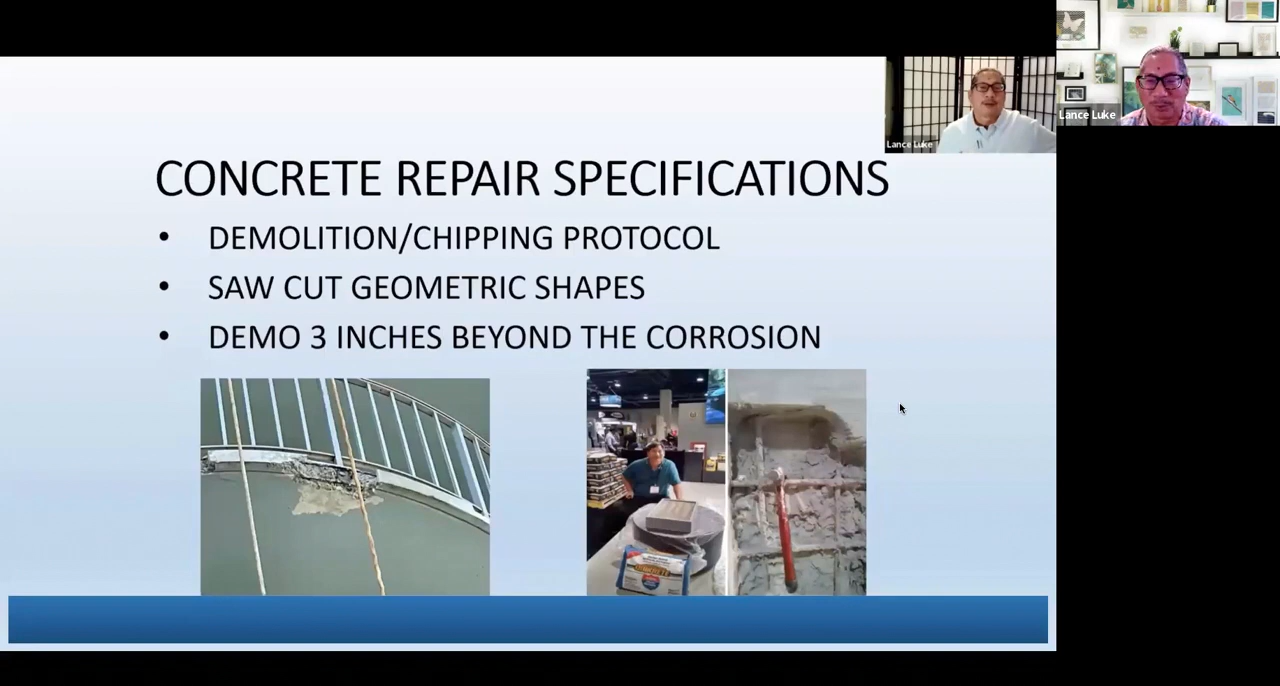 Lance Luke
Lance Luke
CONCRETE REPAIR SPECIFICATIONS
• DEMOLITION/CHIPPING PROTOCOL
• SAW CUT GEOMETRIC SHAPES
• DEMO 3 INCHES BEYOND THE CORROSION
CONCRETE